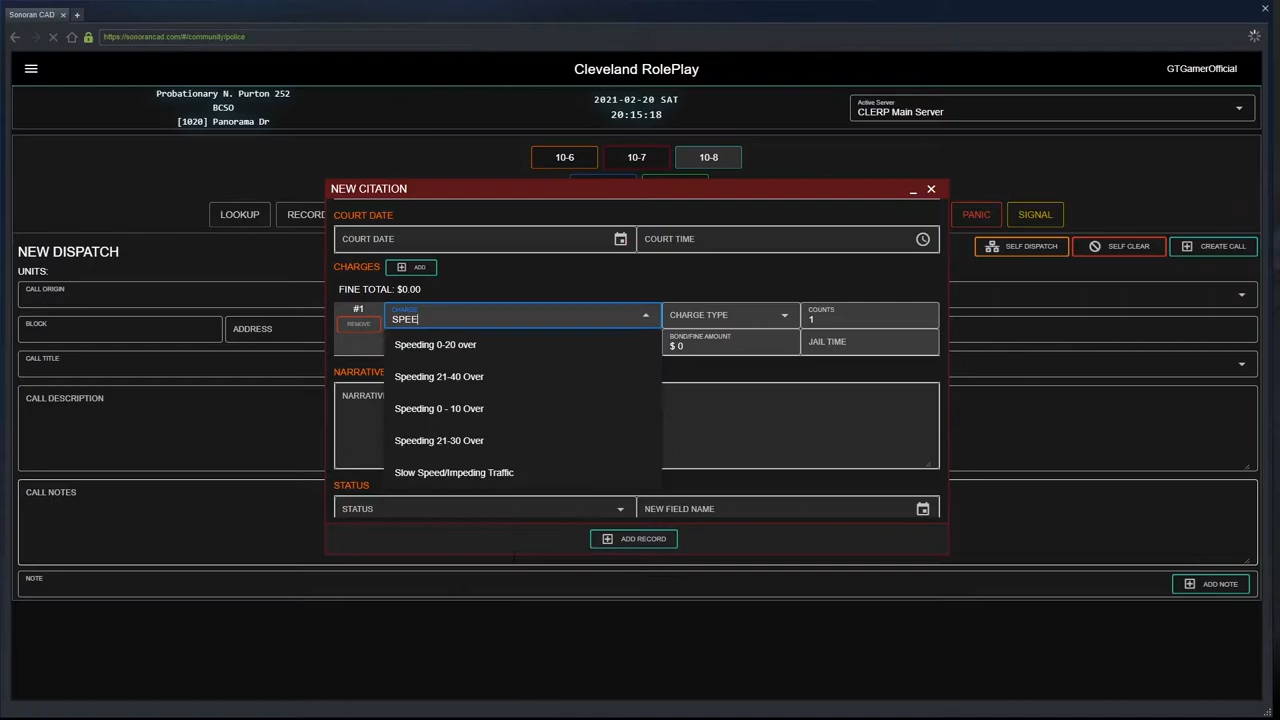 Sonoran CAD
https://sonorancad.com/#/community/police
Cleveland RolePlay
GTGamerOfficial
Probationary N. Purton 252
BCSO
[1020] Panorama Dr
2021-02-20 SAT
20:15:18
Active Server
CLERP Main Server
10-6
10-7
10-8
LOOKUP
RECORD
PANIC
SIGNAL
NEW DISPATCH
SELF DISPATCH
SELF CLEAR
CREATE CALL
UNITS:
CALL ORIGIN
BLOCK
ADDRESS
CALL TITLE
CALL DESCRIPTION
CALL NOTES
NOTE
ADD NOTE
NEW CITATION
COURT DATE
COURT DATE
COURT TIME
CHARGES
ADD
FINE TOTAL: $0.00
#1
REMOVE
CHARGE
SPEE
CHARGE TYPE
COUNTS
1
BOND/FINE AMOUNT
$ 0
JAIL TIME
Speeding 0-20 over
Speeding 21-40 Over
Speeding 0 - 10 Over
Speeding 21-30 Over
Slow Speed/Impeding Traffic
NARRATIVE
NARRATIV
STATUS
STATUS
NEW FIELD NAME
ADD RECORD